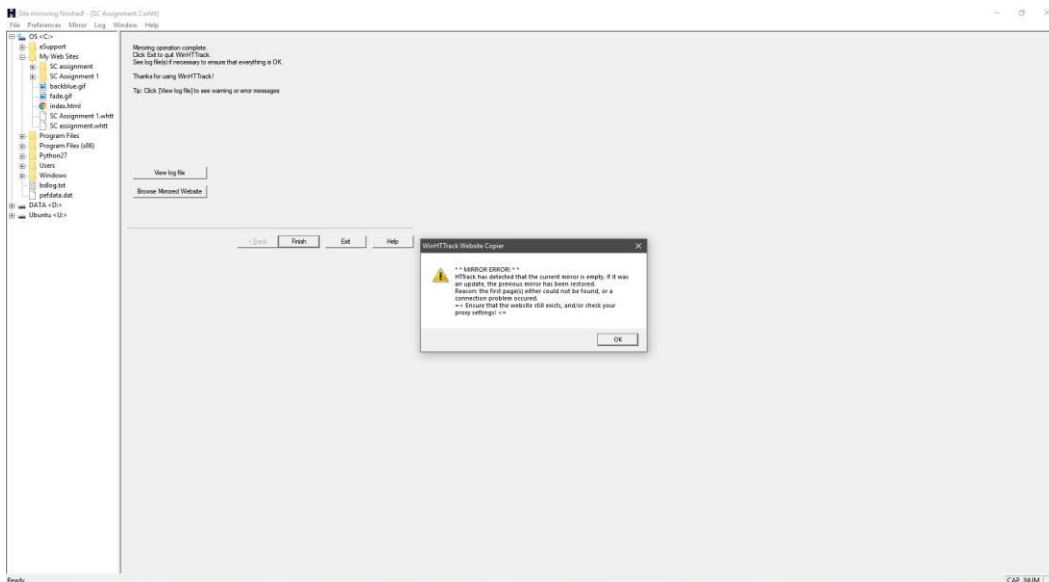 Site mirroring finished! - [SC Assignment 2.whtt]
File Preferences Mirror Log Window Help
OS <C:>
eSupport
My Web Sites
SC assignment
SC Assignment 1
backblue.gif
fade.gif
index.html
SC Assignment 1.whtt
SC assignment.whtt
Program Files
Program Files (x86)
Python27
Users
Windows
bdlog.txt
pefdata.dat
DATA <D:>
Ubuntu <U:>
Mirroring operation complete.
Click Exit to quit WinHTTrack.
See log file(s) if necessary to ensure that everything is OK.
Thanks for using WinHTTrack!
Tip: Click [View log file] to see warning or error messages
View log file
Browse Mirrored Website
< Back
Finish
Exit
Help
WinHTTrack Website Copier
* * MIRROR ERROR! * *
HTTrack has detected that the current mirror is empty. If it was
an update, the previous mirror has been restored.
Reason: the first page(s) either could not be found, or a
connection problem occured.
=> Ensure that the website still exists, and/or check your
proxy settings! <=
OK
Ready
CAP NUM